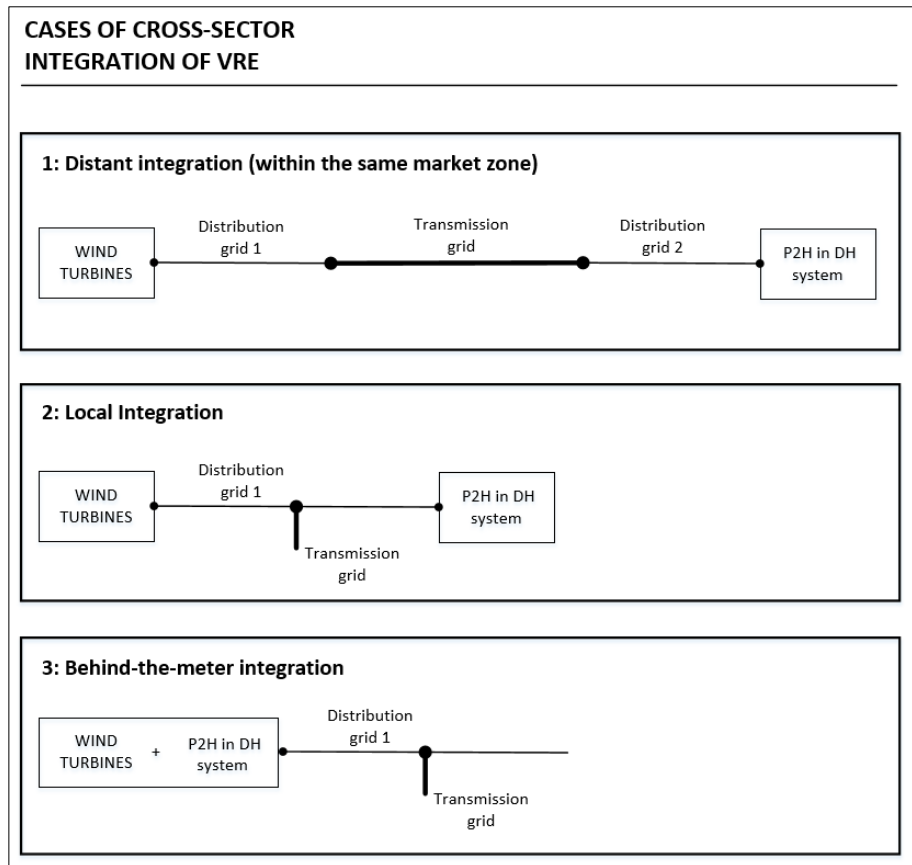 CASES OF CROSS-SECTOR
INTEGRATION OF VRE
1: Distant integration (within the same market zone)
WIND
TURBINES
Distribution
grid 1
Transmission
grid
Distribution
grid 2
P2H in DH
system
2: Local Integration
WIND
TURBINES
Distribution
grid 1
Transmission
grid
P2H in DH
system
3: Behind-the-meter integration
WIND
TURBINES
+
P2H in DH
system
Distribution
grid 1
Transmission
grid